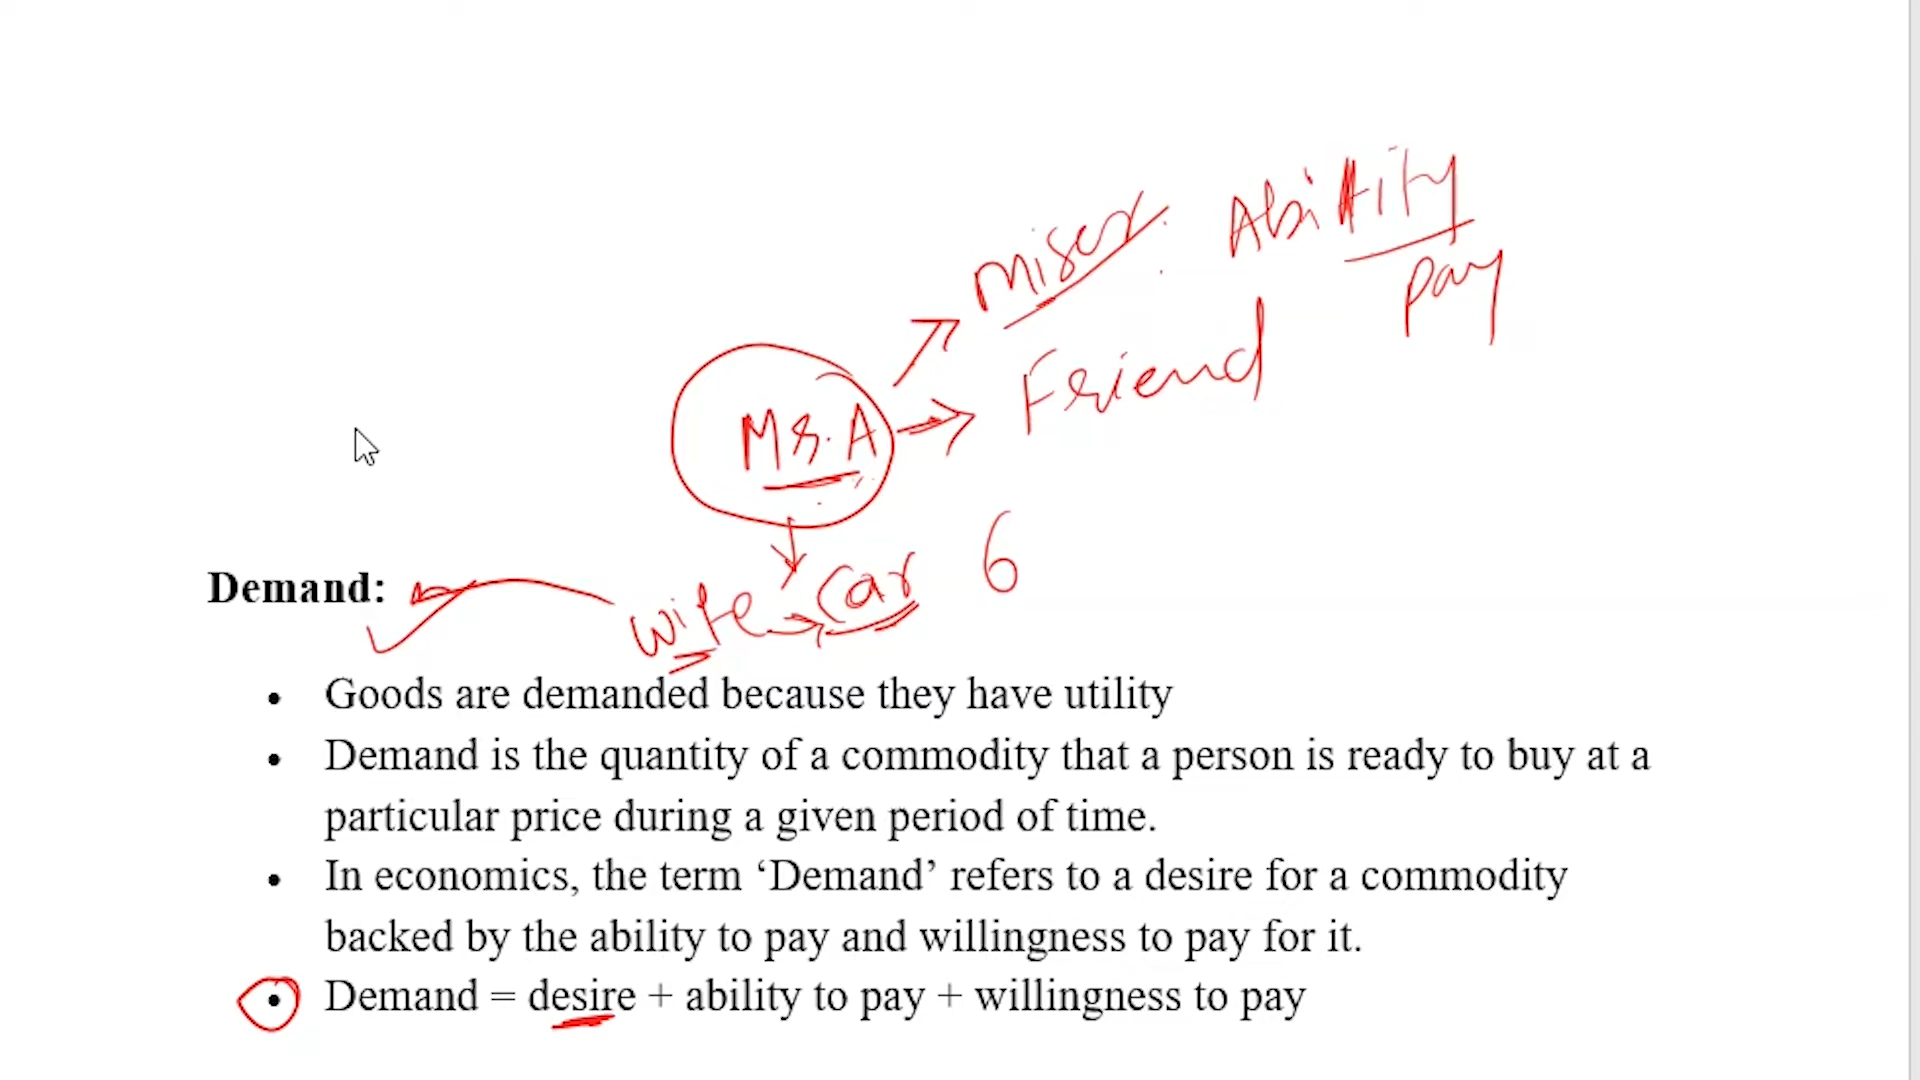 Miser Ability
pay
Friend
Mr. A
Car 6
wife
Demand:
• Goods are demanded because they have utility
• Demand is the quantity of a commodity that a person is ready to buy at a
particular price during a given period of time.
• In economics, the term ‘Demand’ refers to a desire for a commodity
backed by the ability to pay and willingness to pay for it.
• Demand = desire + ability to pay + willingness to pay